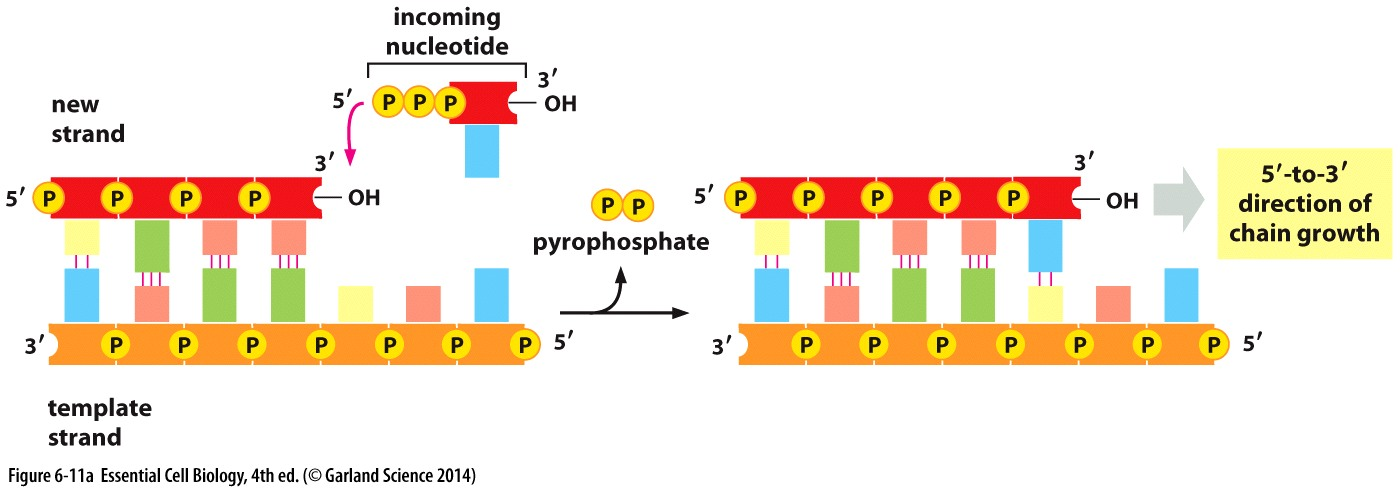 incoming
nucleotide
3′
5′ P P P OH
new
strand
3′
5′ P P P P OH
3′ P P P P P P P 5′
template
strand
P P
pyrophosphate
3′
5′ P P P P P OH
3′ P P P P P P P 5′
5′-to-3′
direction of
chain growth
Figure 6-11a Essential Cell Biology, 4th ed. (© Garland Science 2014)